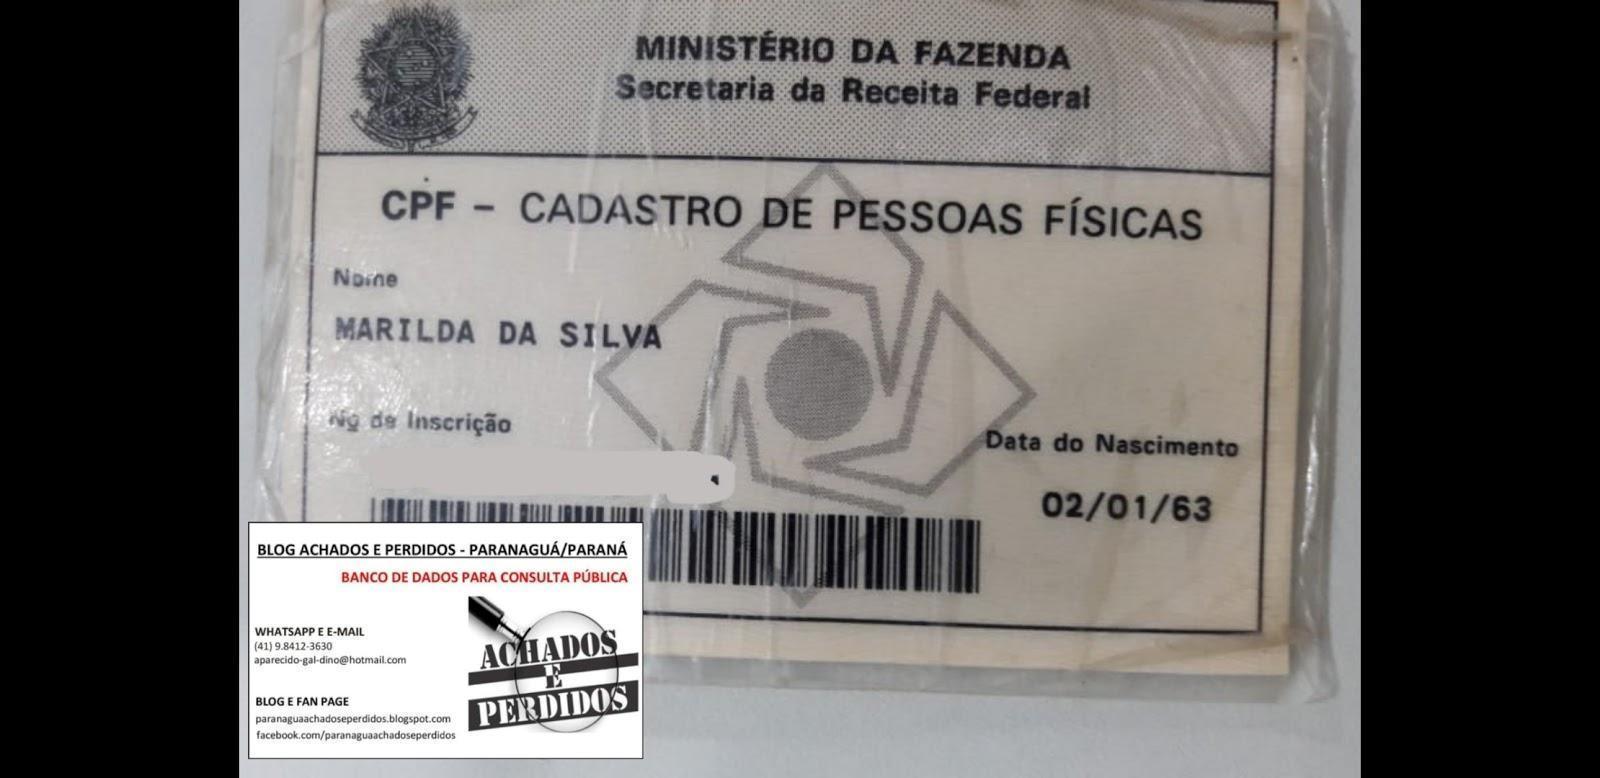 MINISTÉRIO DA FAZENDA
Secretaria da Receita Federal
CPF - CADASTRO DE PESSOAS FÍSICAS
Nome
MARILDA DA SILVA
Nº de Inscrição
Data do Nascimento
02/01/63
BLOG ACHADOS E PERDIDOS - PARANAGUÁ/PARANÁ
BANCO DE DADOS PARA CONSULTA PÚBLICA
WHATSAPP E E-MAIL
(41) 9.8412-3630
aparecido-gal-dino@hotmail.com
BLOG E FAN PAGE
paranaguaachadoseperdidos.blogspot.com
facebook.com/paranaguaachadoseperdidos
ACHADOS
E
PERDIDOS